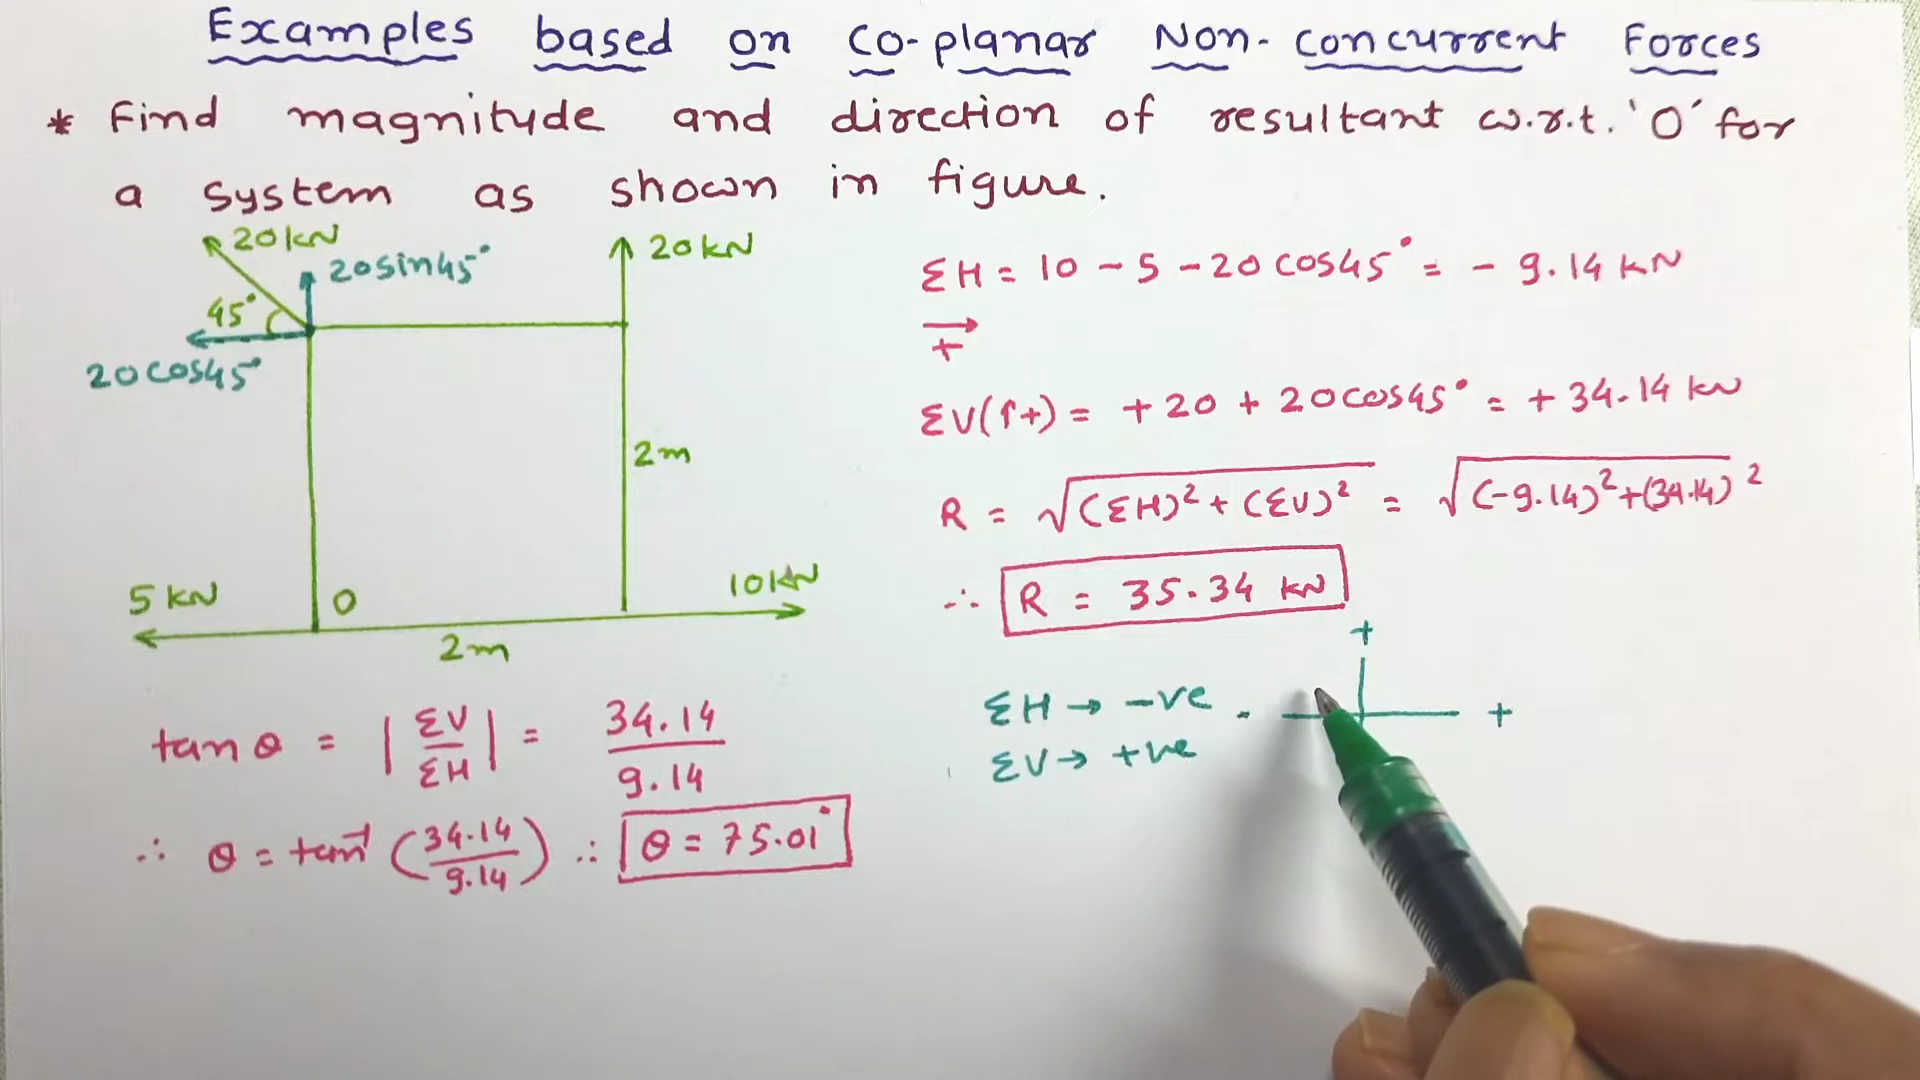 Examples based on Co-planar Non-concurrent Forces
* Find magnitude and direction of resultant w.r.t. 'O' for
a system as shown in figure.
20kN
20sin45°
20kN
45°
20cos45°
2m
5kN
O
10kN
2m
ΣH = 10 - 5 - 20cos45° = - 9.14 kN
+
ΣV(↑+) = +20 + 20cos45° = +34.14 kN
R = √(ΣH)² + (ΣV)² = √(-9.14)²+(34.14)²
∴ R = 35.34 kN
tanθ = |ΣV/ΣH| = 34.14/9.14
∴ θ = tan⁻¹ (34.14/9.14) ∴ θ = 75.01°
+
ΣH → -ve - +
ΣV → +ve